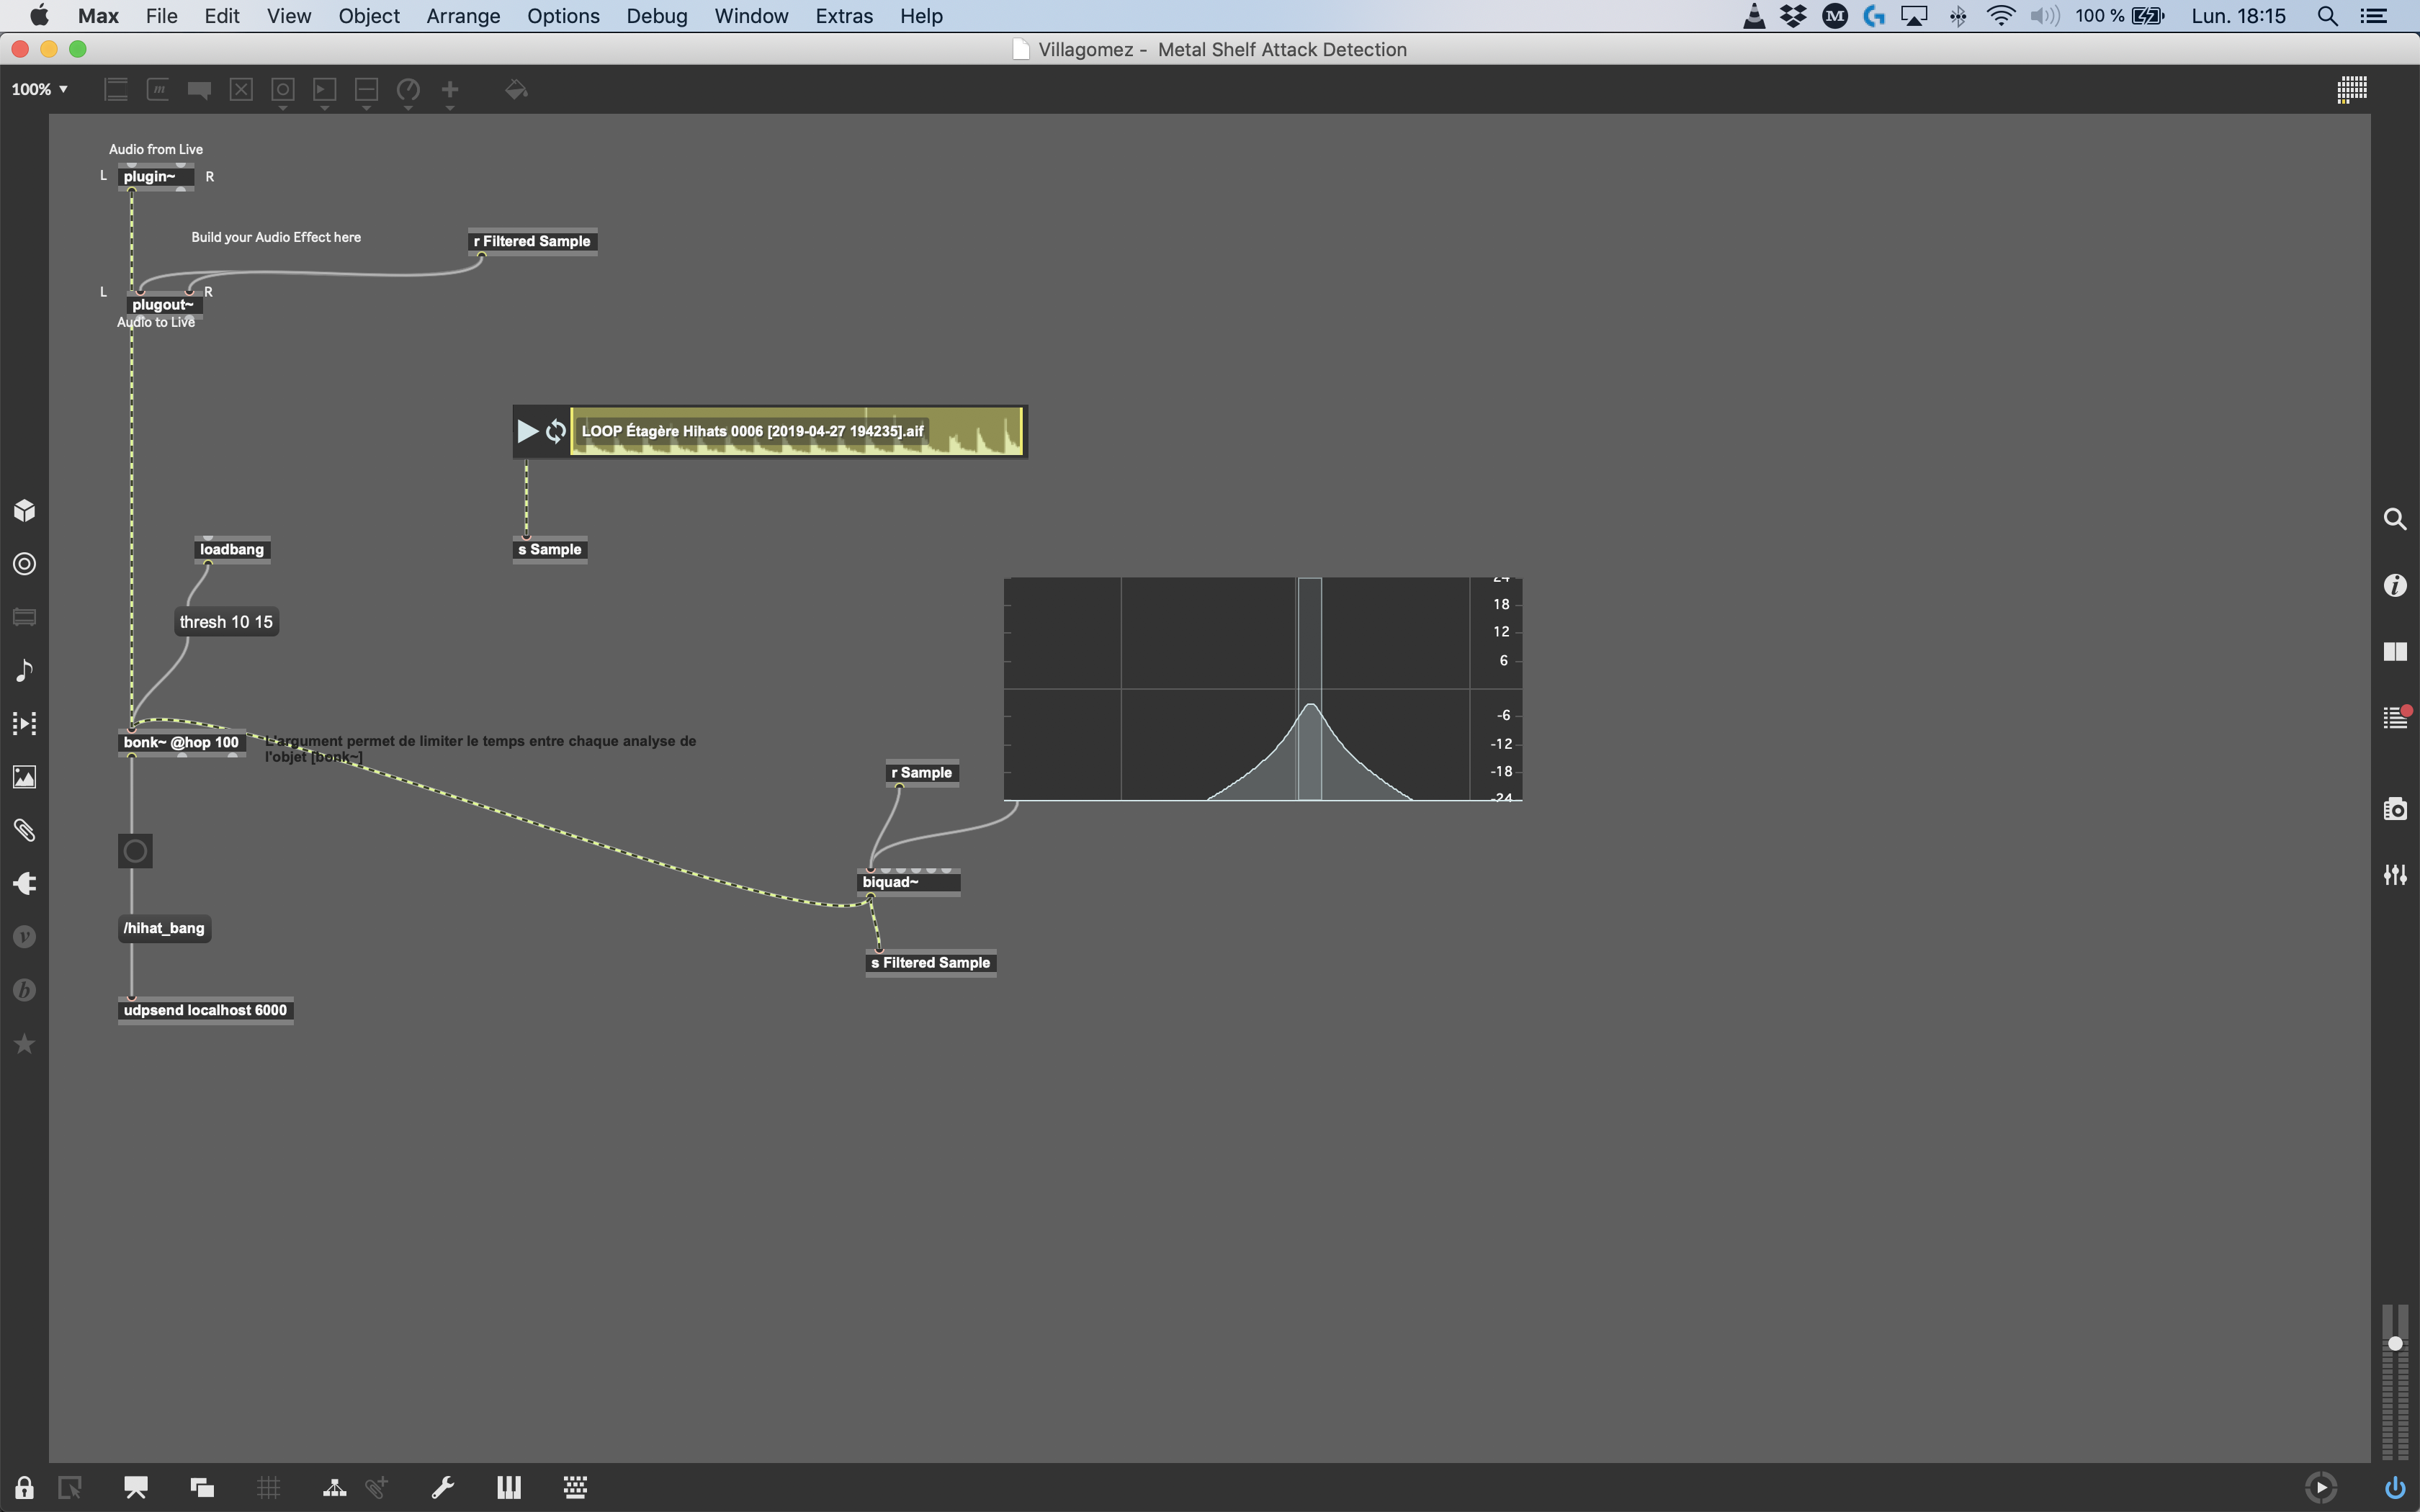 Max File Edit View Object Arrange Options Debug Window Extras Help 100 % Lun. 18:15
Villagomez - Metal Shelf Attack Detection
100%
Audio from Live
L plugin~ R
Build your Audio Effect here
r Filtered Sample
L R
plugout~
Audio to Live
LOOP Étagère Hihats 0006 [2019-04-27 194235].aif
loadbang
s Sample
thresh 10 15
24
18
12
6
-6
-12
-18
-24
bonk~ @hop 100
L'argument permet de limiter le temps entre chaque analyse de
l'objet [bonk~]
r Sample
biquad~
/hihat_bang
s Filtered Sample
udpsend localhost 6000